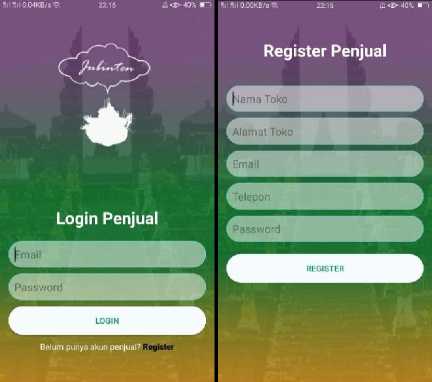 0.04KB/s
22:15
40%
Jubinten
Login Penjual
Email
Password
LOGIN
Belum punya akun penjual? Register
0.00KB/s
22:15
40%
Register Penjual
Nama Toko
Alamat Toko
Email
Telepon
Password
REGISTER